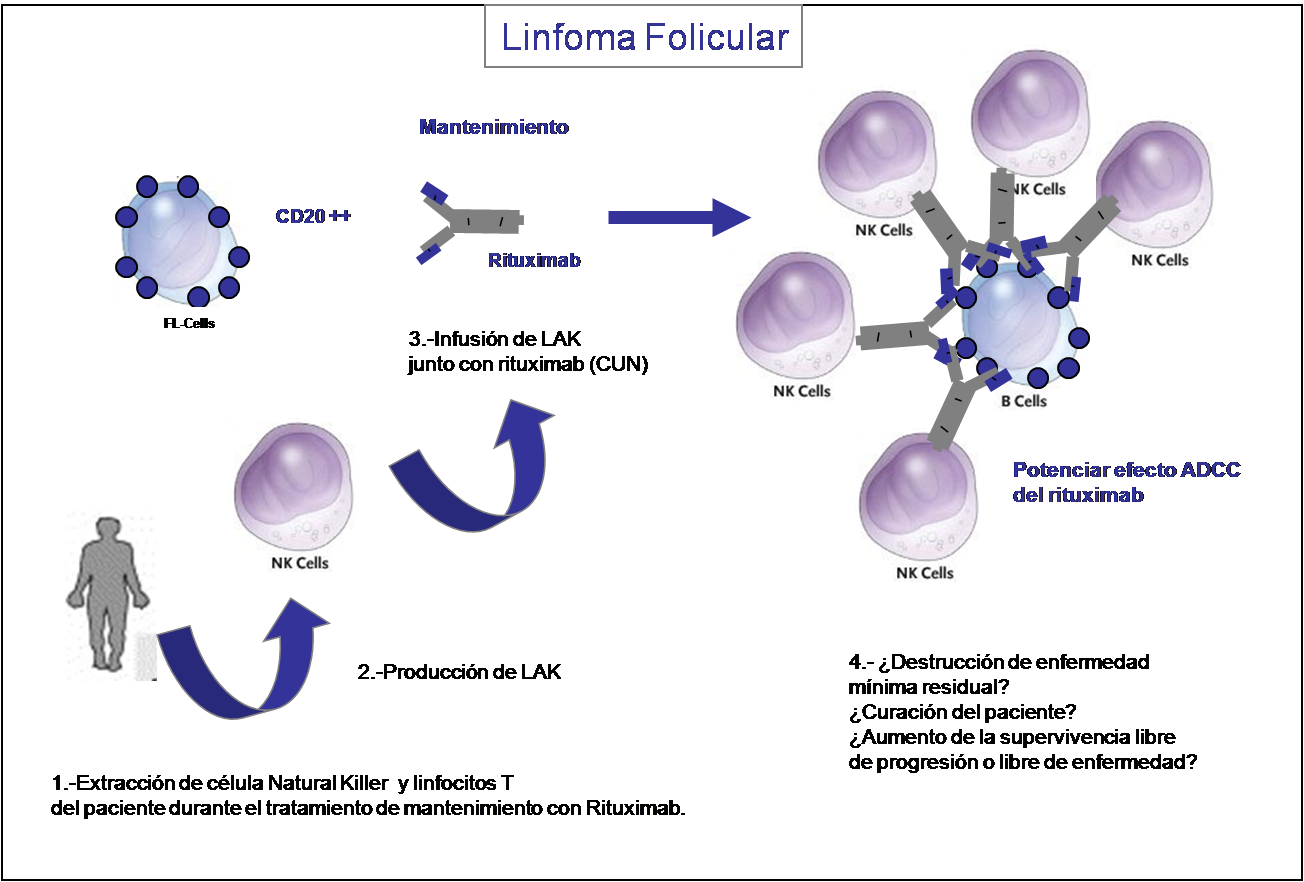 Linfoma Folicular
Mantenimiento
CD20 ++
Rituximab
FL-Cells
3.-Infusión de LAK
junto con rituximab (CUN)
NK Cells
NK Cells
NK Cells
NK Cells
B Cells
NK Cells
Potenciar efecto ADCC
del rituximab
NK Cells
2.-Producción de LAK
4.- ¿Destrucción de enfermedad
mínima residual?
¿Curación del paciente?
¿Aumento de la supervivencia libre
de progresión o libre de enfermedad?
1.-Extracción de célula Natural Killer y linfocitos T
del paciente durante el tratamiento de mantenimiento con Rituximab.